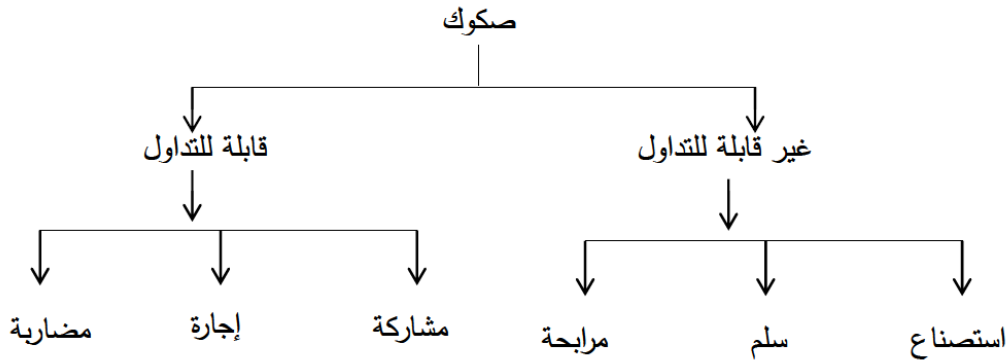 صكوك
غير قابلة للتداول
قابلة للتداول
استصناع
سلم
مرابحة
مشاركة
إجارة
مضاربة